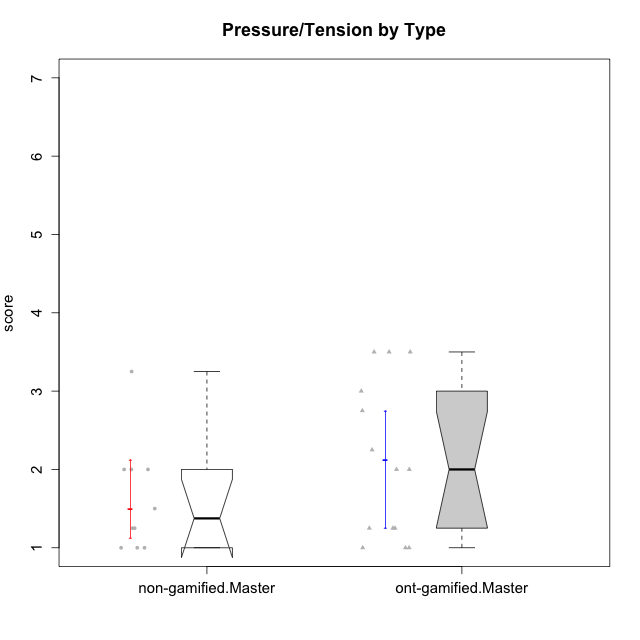 Pressure/Tension by Type
score
7
6
5
4
3
2
1
non-gamified.Master
ont-gamified.Master